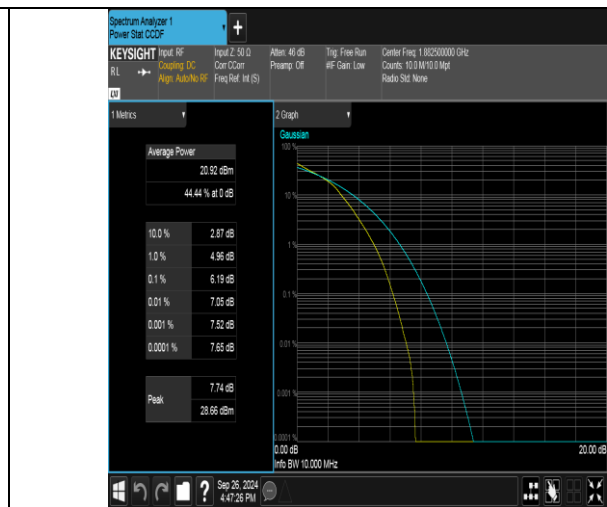 Spectrum Analyzer 1
Power Stat CCDF
+
KEYSIGHT Input: RF Input Z: 50 Ω Atten: 46 dB Trig: Free Run Center Freq: 1.882500000 GHz
RL Coupling: DC Corr CCorr Preamp: Off #IF Gain: Low Counts: 10.0 M/10.0 Mpt
Align: Auto/No RF Freq Ref: Int (S) Radio Std: None
LXI
1 Metrics
2 Graph
Gaussian
Average Power
20.92 dBm
44.44 % at 0 dB
10.0 % 2.87 dB
1.0 % 4.96 dB
0.1 % 6.19 dB
0.01 % 7.05 dB
0.001 % 7.52 dB
0.0001 % 7.65 dB
Peak
7.74 dB
28.66 dBm
100 %
10 %
1 %
0.1 %
0.01 %
0.001 %
0.0001 %
0.00 dB 20.00 dB
Info BW 10.000 MHz
? Sep 26, 2024
4:47:26 PM